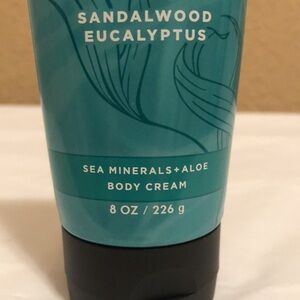 SANDALWOOD
EUCALYPTUS
SEA MINERALS+ALOE
BODY CREAM
8 OZ / 226 g